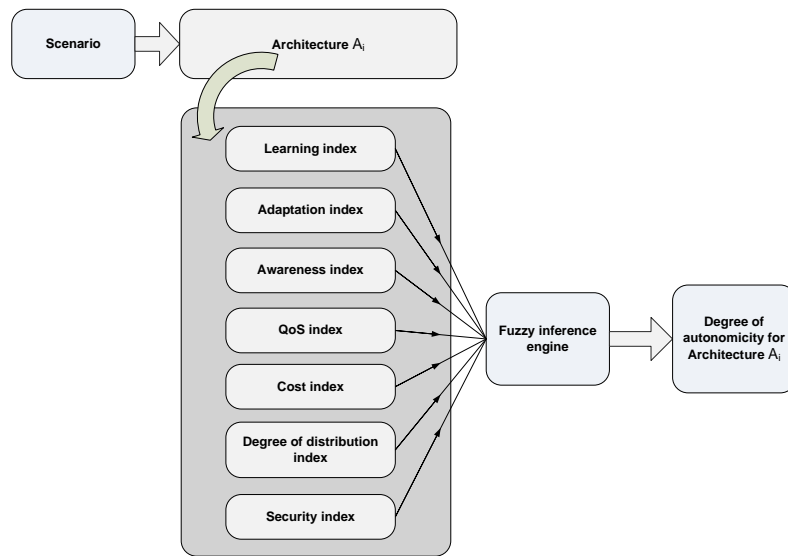 Scenario
Architecture Ai
Learning index
Adaptation index
Awareness index
QoS index
Cost index
Degree of distribution
index
Security index
Fuzzy inference
engine
Degree of
autonomicity for
Architecture Ai